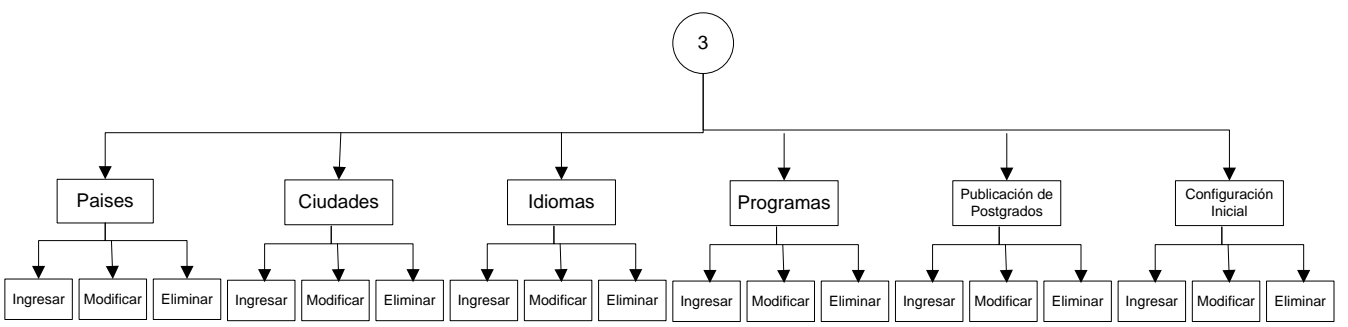 3
Paises
Ciudades
Idiomas
Programas
Publicación de
Postgrados
Configuración
Inicial
Ingresar
Modificar
Eliminar
Ingresar
Modificar
Eliminar
Ingresar
Modificar
Eliminar
Ingresar
Modificar
Eliminar
Ingresar
Modificar
Eliminar
Ingresar
Modificar
Eliminar